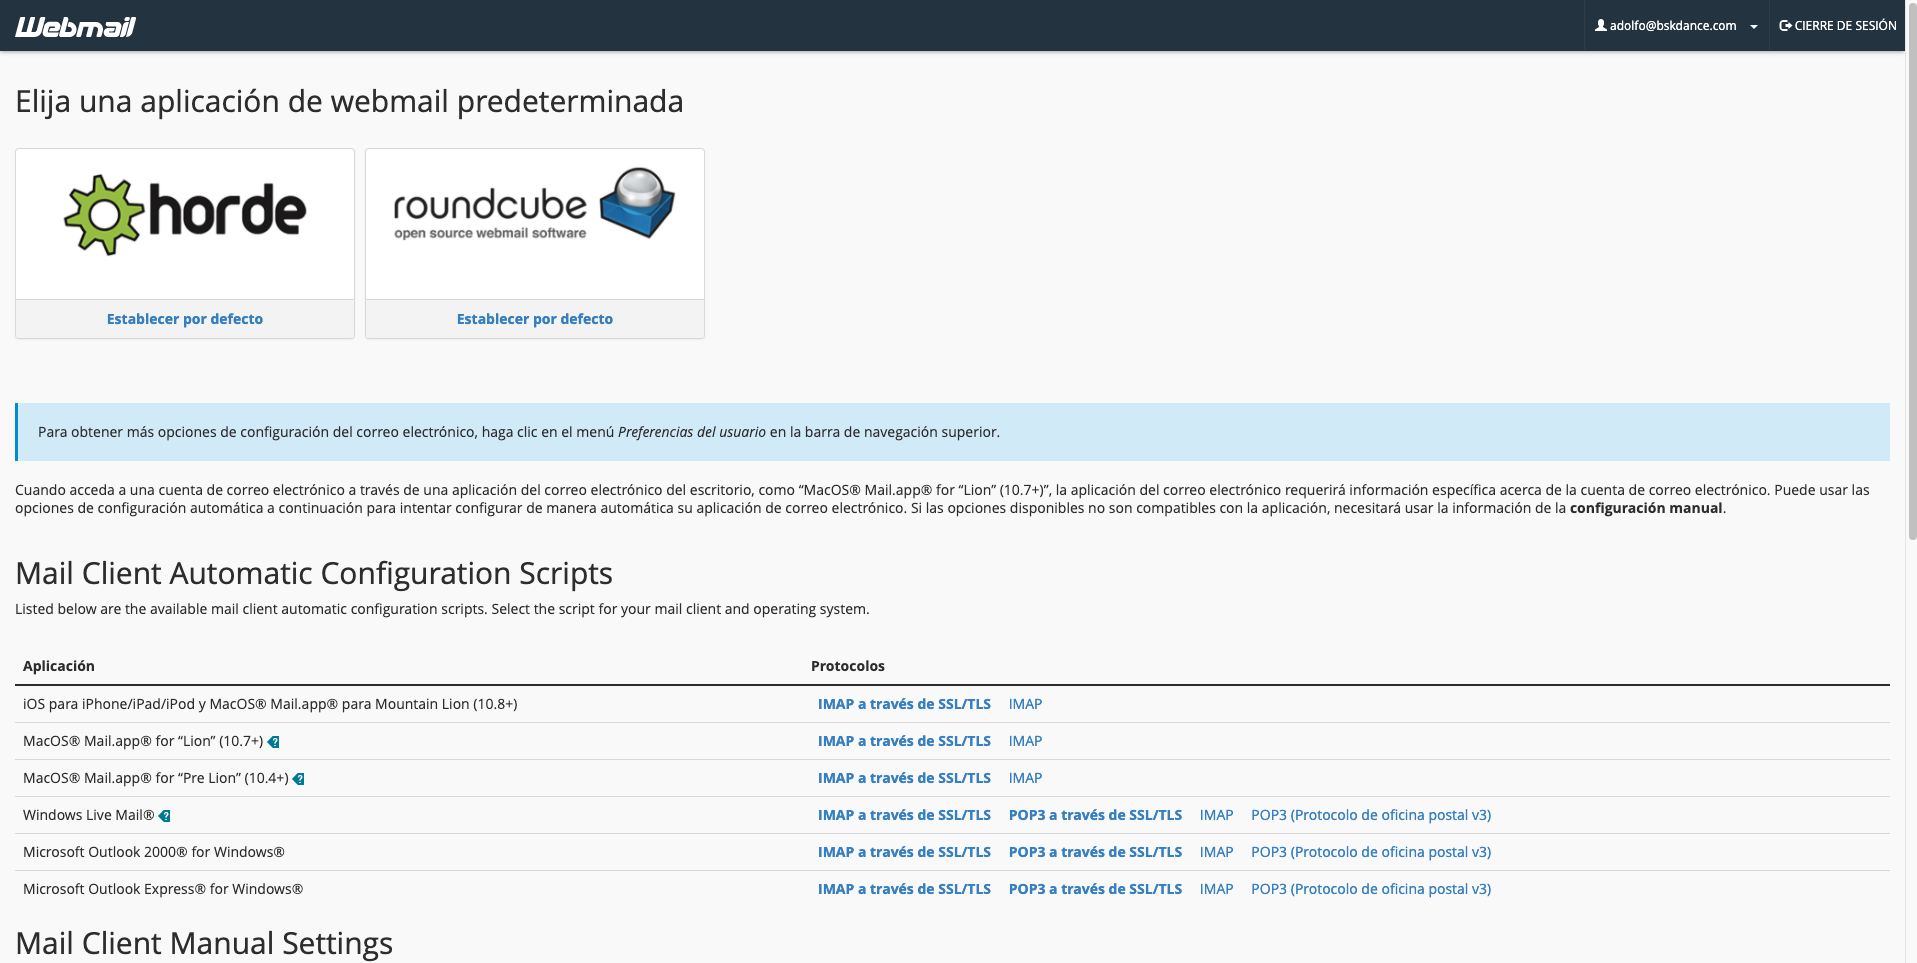 Webmail
adolfo@bskdance.com
CIERRE DE SESIÓN
Elija una aplicación de webmail predeterminada
horde
roundcube
open source webmail software
Establecer por defecto
Establecer por defecto
Para obtener más opciones de configuración del correo electrónico, haga clic en el menú Preferencias del usuario en la barra de navegación superior.
Cuando acceda a una cuenta de correo electrónico a través de una aplicación del correo electrónico del escritorio, como “MacOS® Mail.app® for “Lion” (10.7+)”, la aplicación del correo electrónico requerirá información específica acerca de la cuenta de correo electrónico. Puede usar las
opciones de configuración automática a continuación para intentar configurar de manera automática su aplicación de correo electrónico. Si las opciones disponibles no son compatibles con la aplicación, necesitará usar la información de la configuración manual.
Mail Client Automatic Configuration Scripts
Listed below are the available mail client automatic configuration scripts. Select the script for your mail client and operating system.
Aplicación Protocolos
iOS para iPhone/iPad/iPod y MacOS® Mail.app® para Mountain Lion (10.8+) IMAP a través de SSL/TLS IMAP
MacOS® Mail.app® for “Lion” (10.7+) ? IMAP a través de SSL/TLS IMAP
MacOS® Mail.app® for “Pre Lion” (10.4+) ? IMAP a través de SSL/TLS IMAP
Windows Live Mail® ? IMAP a través de SSL/TLS POP3 a través de SSL/TLS IMAP POP3 (Protocolo de oficina postal v3)
Microsoft Outlook 2000® for Windows® IMAP a través de SSL/TLS POP3 a través de SSL/TLS IMAP POP3 (Protocolo de oficina postal v3)
Microsoft Outlook Express® for Windows® IMAP a través de SSL/TLS POP3 a través de SSL/TLS IMAP POP3 (Protocolo de oficina postal v3)
Mail Client Manual Settings